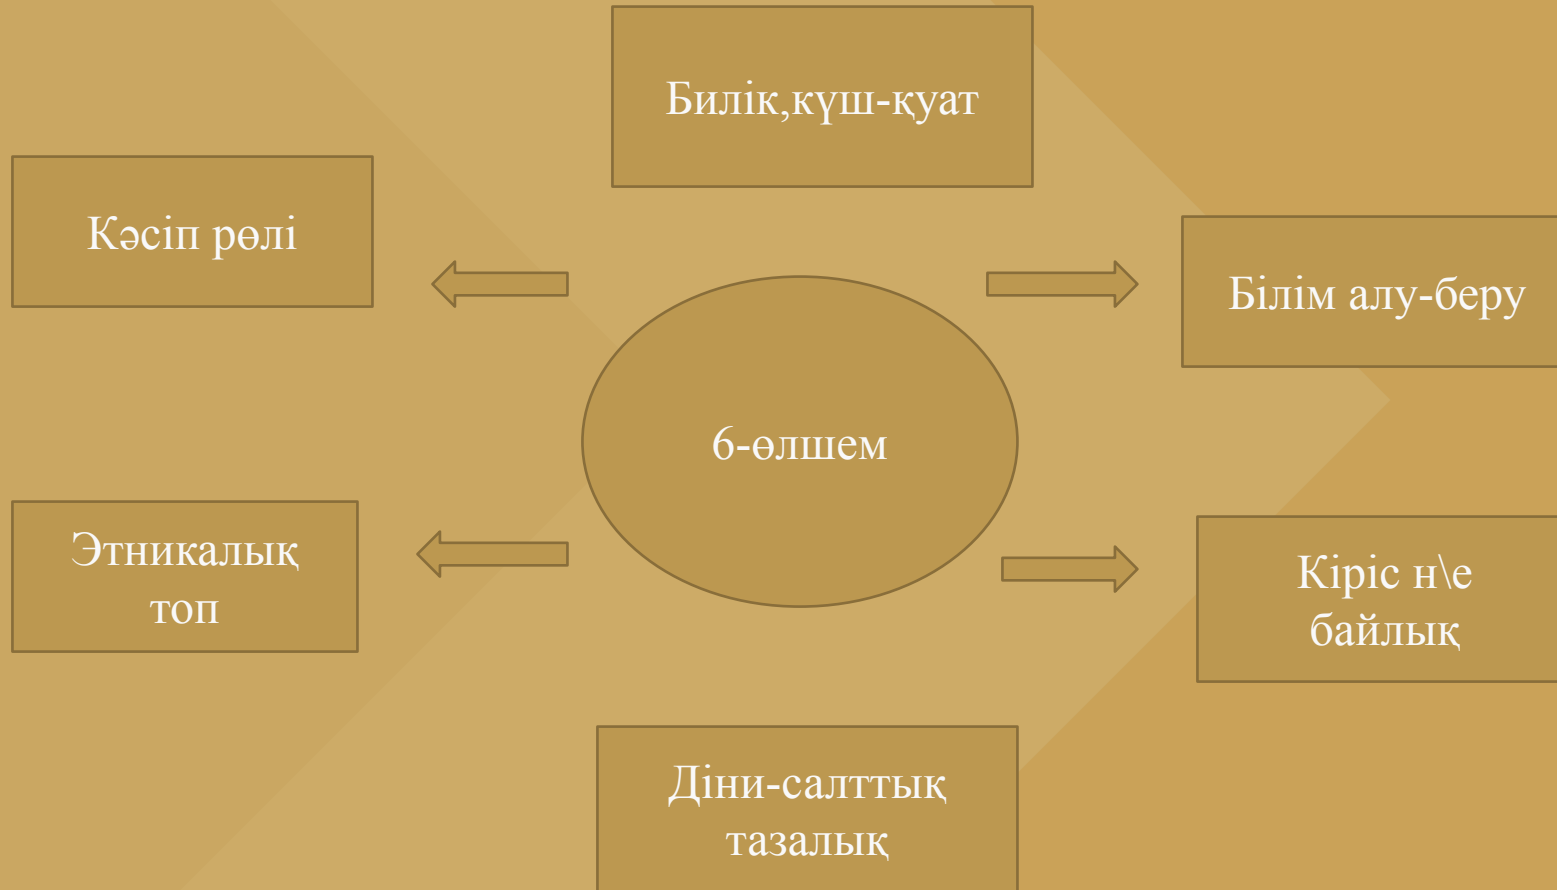 Билік,күш-қуат
Кәсіп рөлі
Білім алу-беру
6-өлшем
Этникалық
топ
Кіріс н\е
байлық
Діни-салттық
тазалық